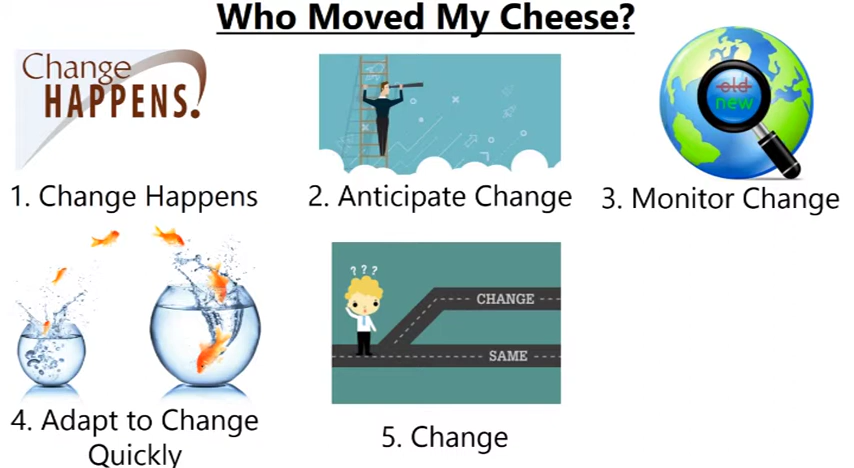 Who Moved My Cheese?
Change
HAPPENS.
old
new
1. Change Happens
2. Anticipate Change
3. Monitor Change
? ? ?
CHANGE
SAME
4. Adapt to Change
Quickly
5. Change